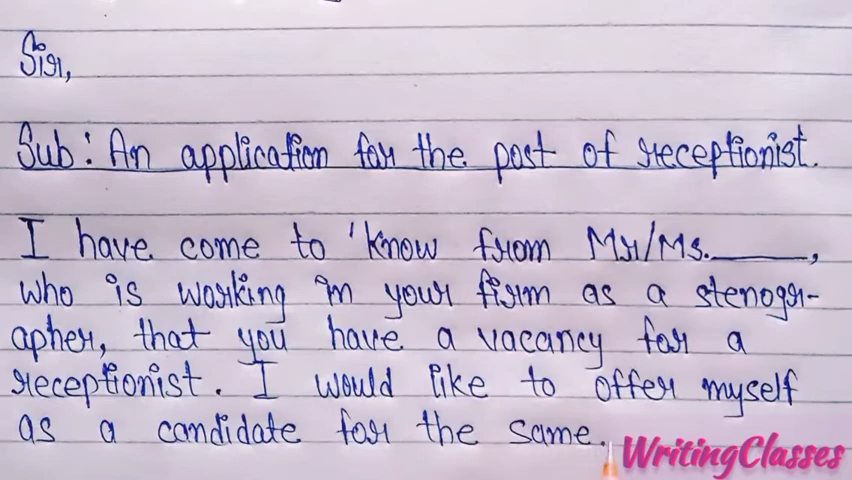 Sir,
Sub: An application for the post of receptionist.
I have come to 'know from Mr/Ms.______,
who is working in your firm as a stenogr-
apher, that you have a vacancy for a
receptionist. I would like to offer myself
as a candidate for the same.
WritingClasses